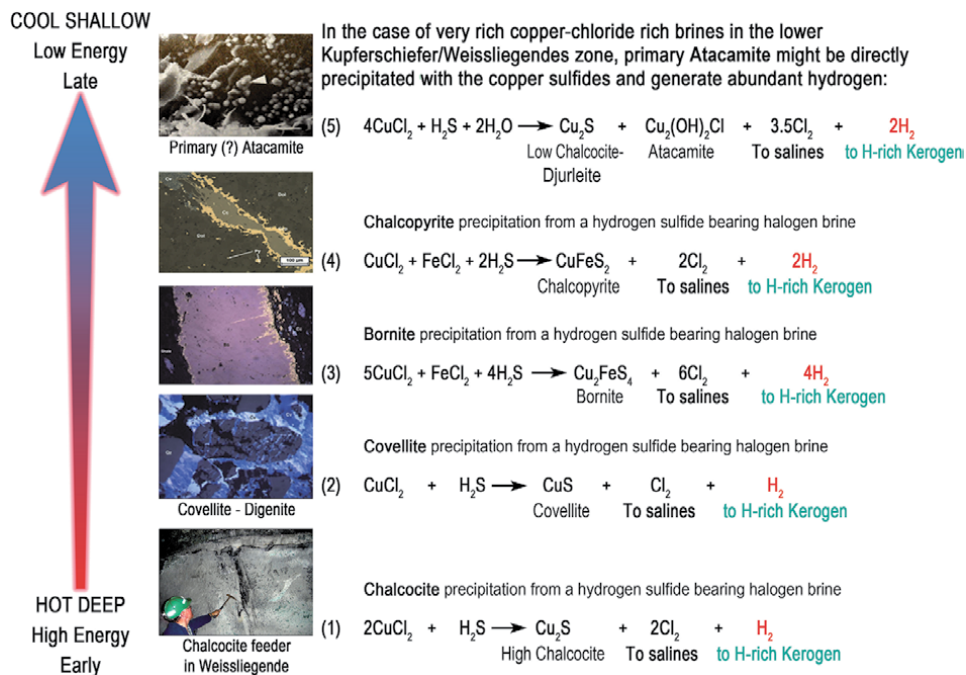 COOL SHALLOW
Low Energy
Late
In the case of very rich copper-chloride rich brines in the lower
Kupferschiefer/Weissliegendes zone, primary Atacamite might be directly
precipitated with the copper sulfides and generate abundant hydrogen:
Primary (?) Atacamite
(5) 4CuCl₂ + H₂S + 2H₂O → Cu₂S + Cu₂(OH)₂Cl + 3.5Cl₂ + 2H₂
Low Chalcocite- Atacamite To salines to H-rich Kerogen
Djurleite
Chalcopyrite precipitation from a hydrogen sulfide bearing halogen brine
(4) CuCl₂ + FeCl₂ + 2H₂S → CuFeS₂ + 2Cl₂ + 2H₂
Chalcopyrite To salines to H-rich Kerogen
Bornite precipitation from a hydrogen sulfide bearing halogen brine
(3) 5CuCl₂ + FeCl₂ + 4H₂S → Cu₂FeS₄ + 6Cl₂ + 4H₂
Bornite To salines to H-rich Kerogen
Covellite precipitation from a hydrogen sulfide bearing halogen brine
(2) CuCl₂ + H₂S → CuS + Cl₂ + H₂
Covellite To salines to H-rich Kerogen
Covellite - Digenite
Chalcocite precipitation from a hydrogen sulfide bearing halogen brine
HOT DEEP
High Energy
Early
(1) 2CuCl₂ + H₂S → Cu₂S + 2Cl₂ + H₂
High Chalcocite To salines to H-rich Kerogen
Chalcocite feeder
in Weissliegende